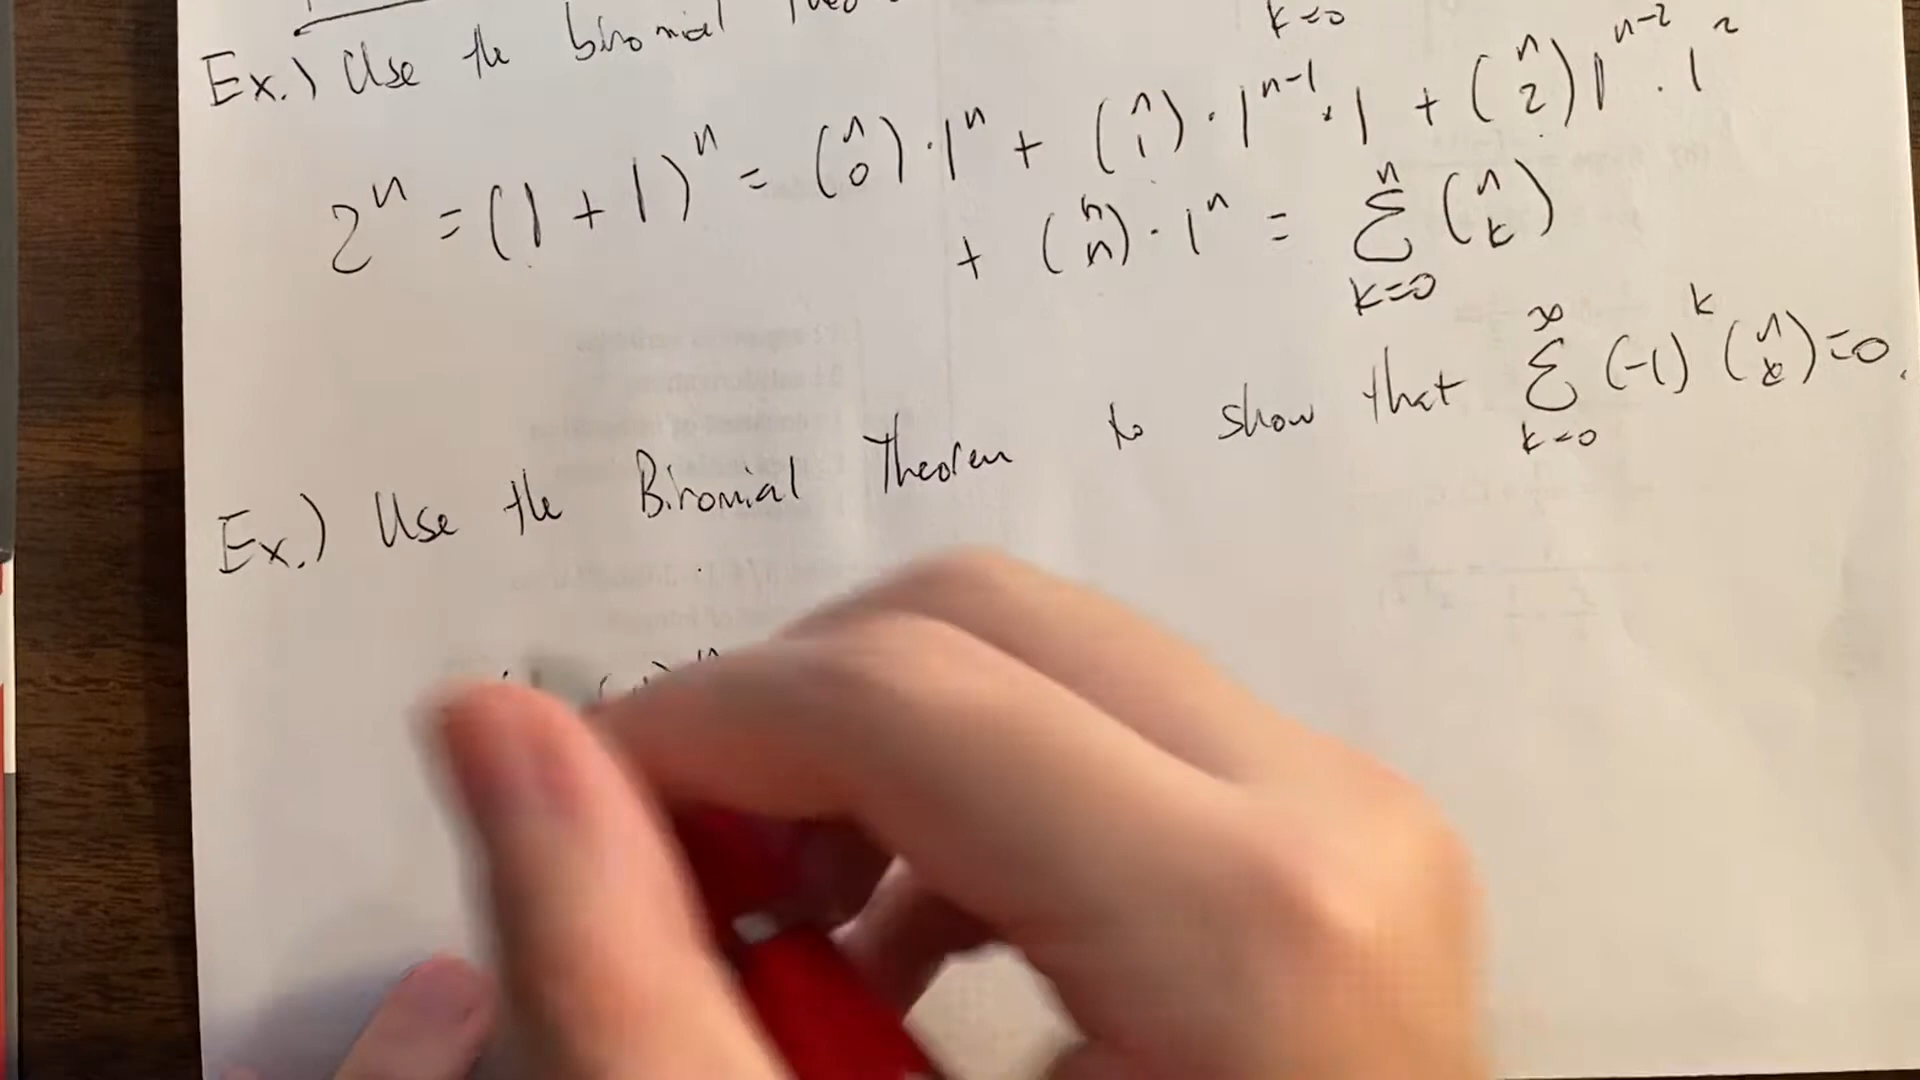 Ex.) Use the binomial
k=0
2^n = (1+1)^n = (n 0)·1^n + (n 1)·1^{n-1}·1 + (n 2)1^{n-2}·1^2
+ (n n)·1^n = Σ_{k=0}^{n} (n k)
Ex.) Use the Binomial Theorem to show that Σ_{k=0}^{∞} (-1)^k (n k)=0.